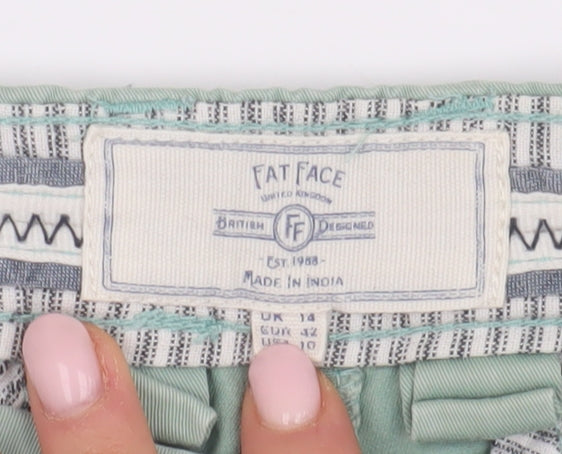 FAT FACE
UNITED KINGDOM
BRITISH FF DESIGNED
- EST. 1988 -
MADE IN INDIA
UK 14
EUR 42
USA 10